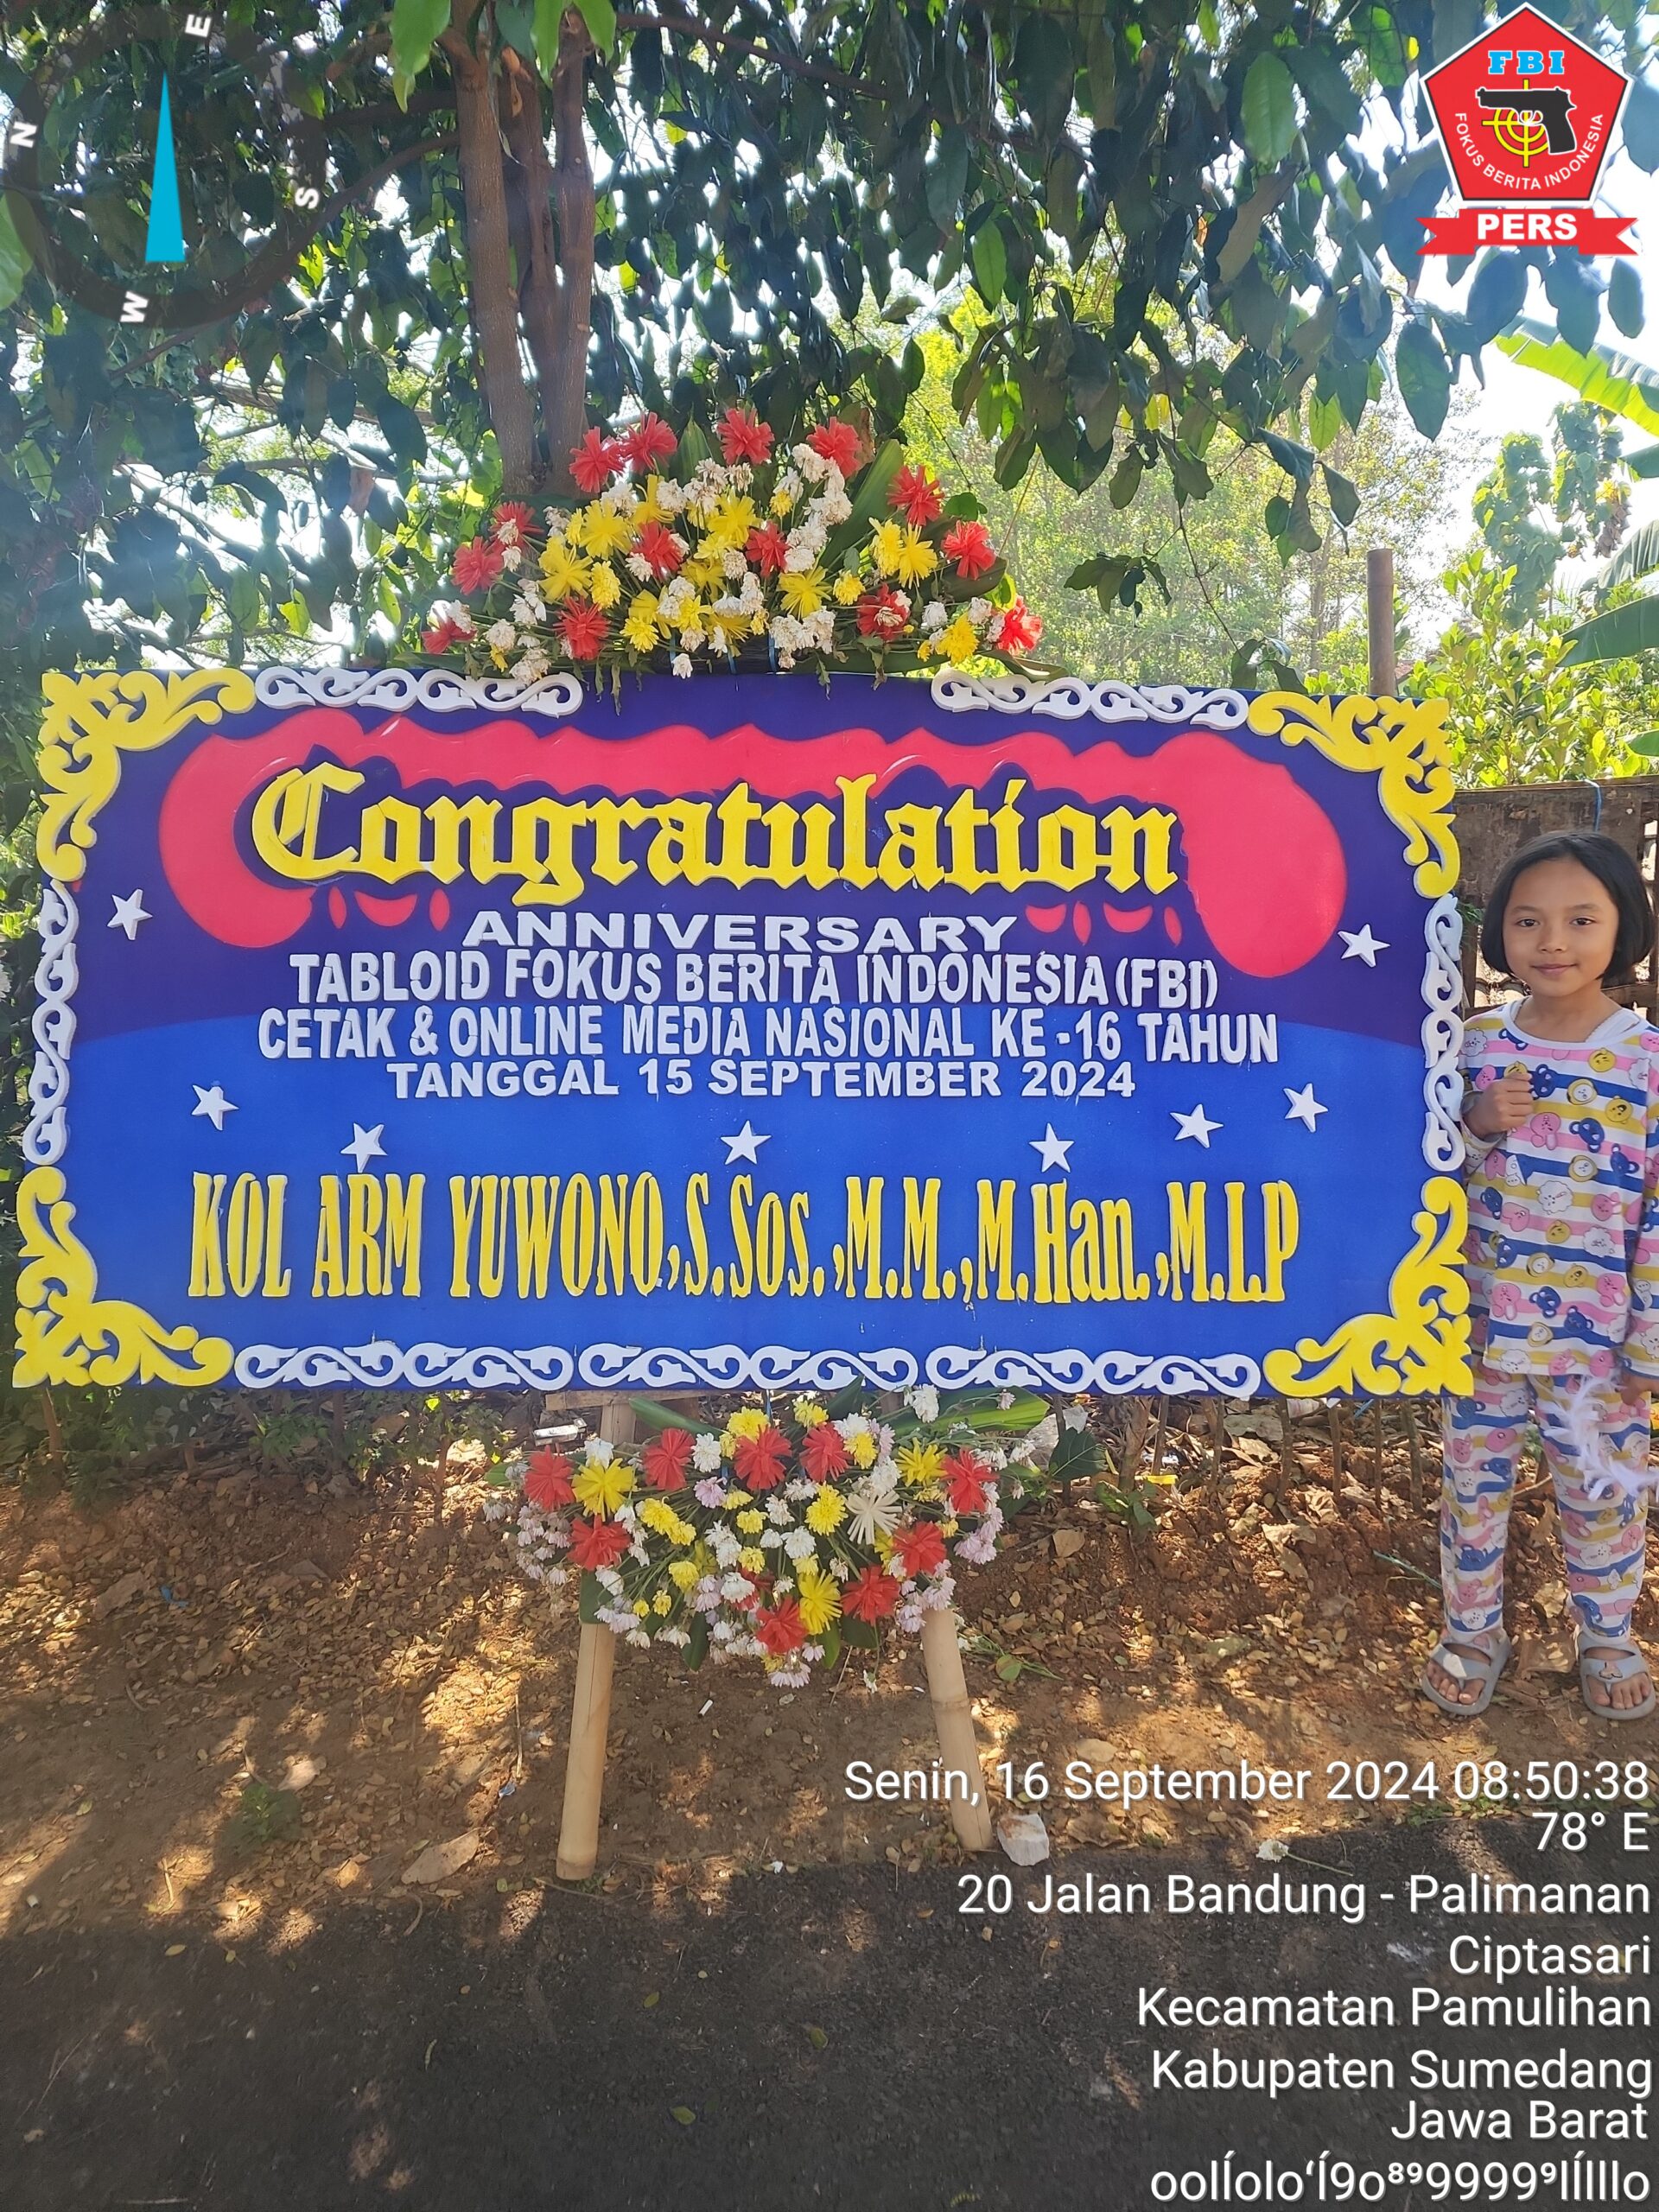 E
N
S
W
FBI
FOKUS BERITA INDONESIA
PERS
Congratulation
ANNIVERSARY
TABLOID FOKUS BERITA INDONESIA (FBI)
CETAK & ONLINE MEDIA NASIONAL KE-16 TAHUN
TANGGAL 15 SEPTEMBER 2024
KOL ARM YUWONO,S.Sos.,M.M.,M.Han.,M.I.P
Senin, 16 September 2024 08:50:38
78° E
20 Jalan Bandung - Palimanan
Ciptasari
Kecamatan Pamulihan
Kabupaten Sumedang
Jawa Barat